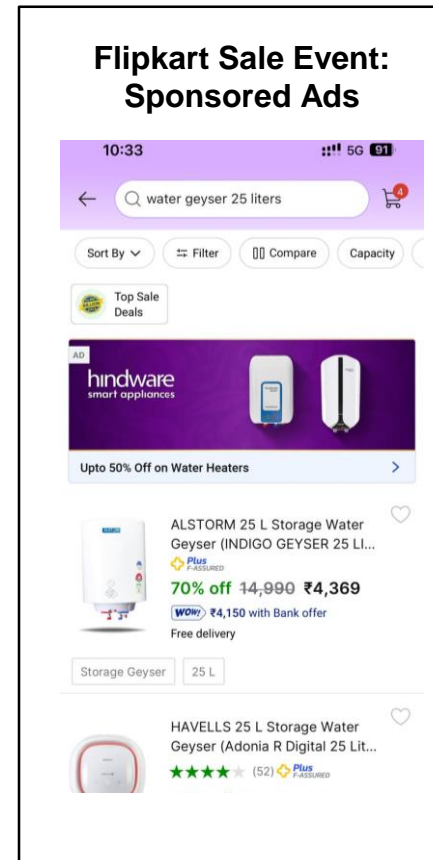 Flipkart Sale Event:
Sponsored Ads
10:33
5G 91
water geyser 25 liters
4
Sort By
Filter
Compare
Capacity
Top Sale
Deals
AD
hindware
smart appliances
Upto 50% Off on Water Heaters
ALSTORM 25 L Storage Water
Geyser (INDIGO GEYSER 25 LI...
Plus
F-ASSURED
70% off 14,990 ₹4,369
WOW! ₹4,150 with Bank offer
Free delivery
Storage Geyser
25 L
HAVELLS 25 L Storage Water
Geyser (Adonia R Digital 25 Lit...
(52) Plus
F-ASSURED